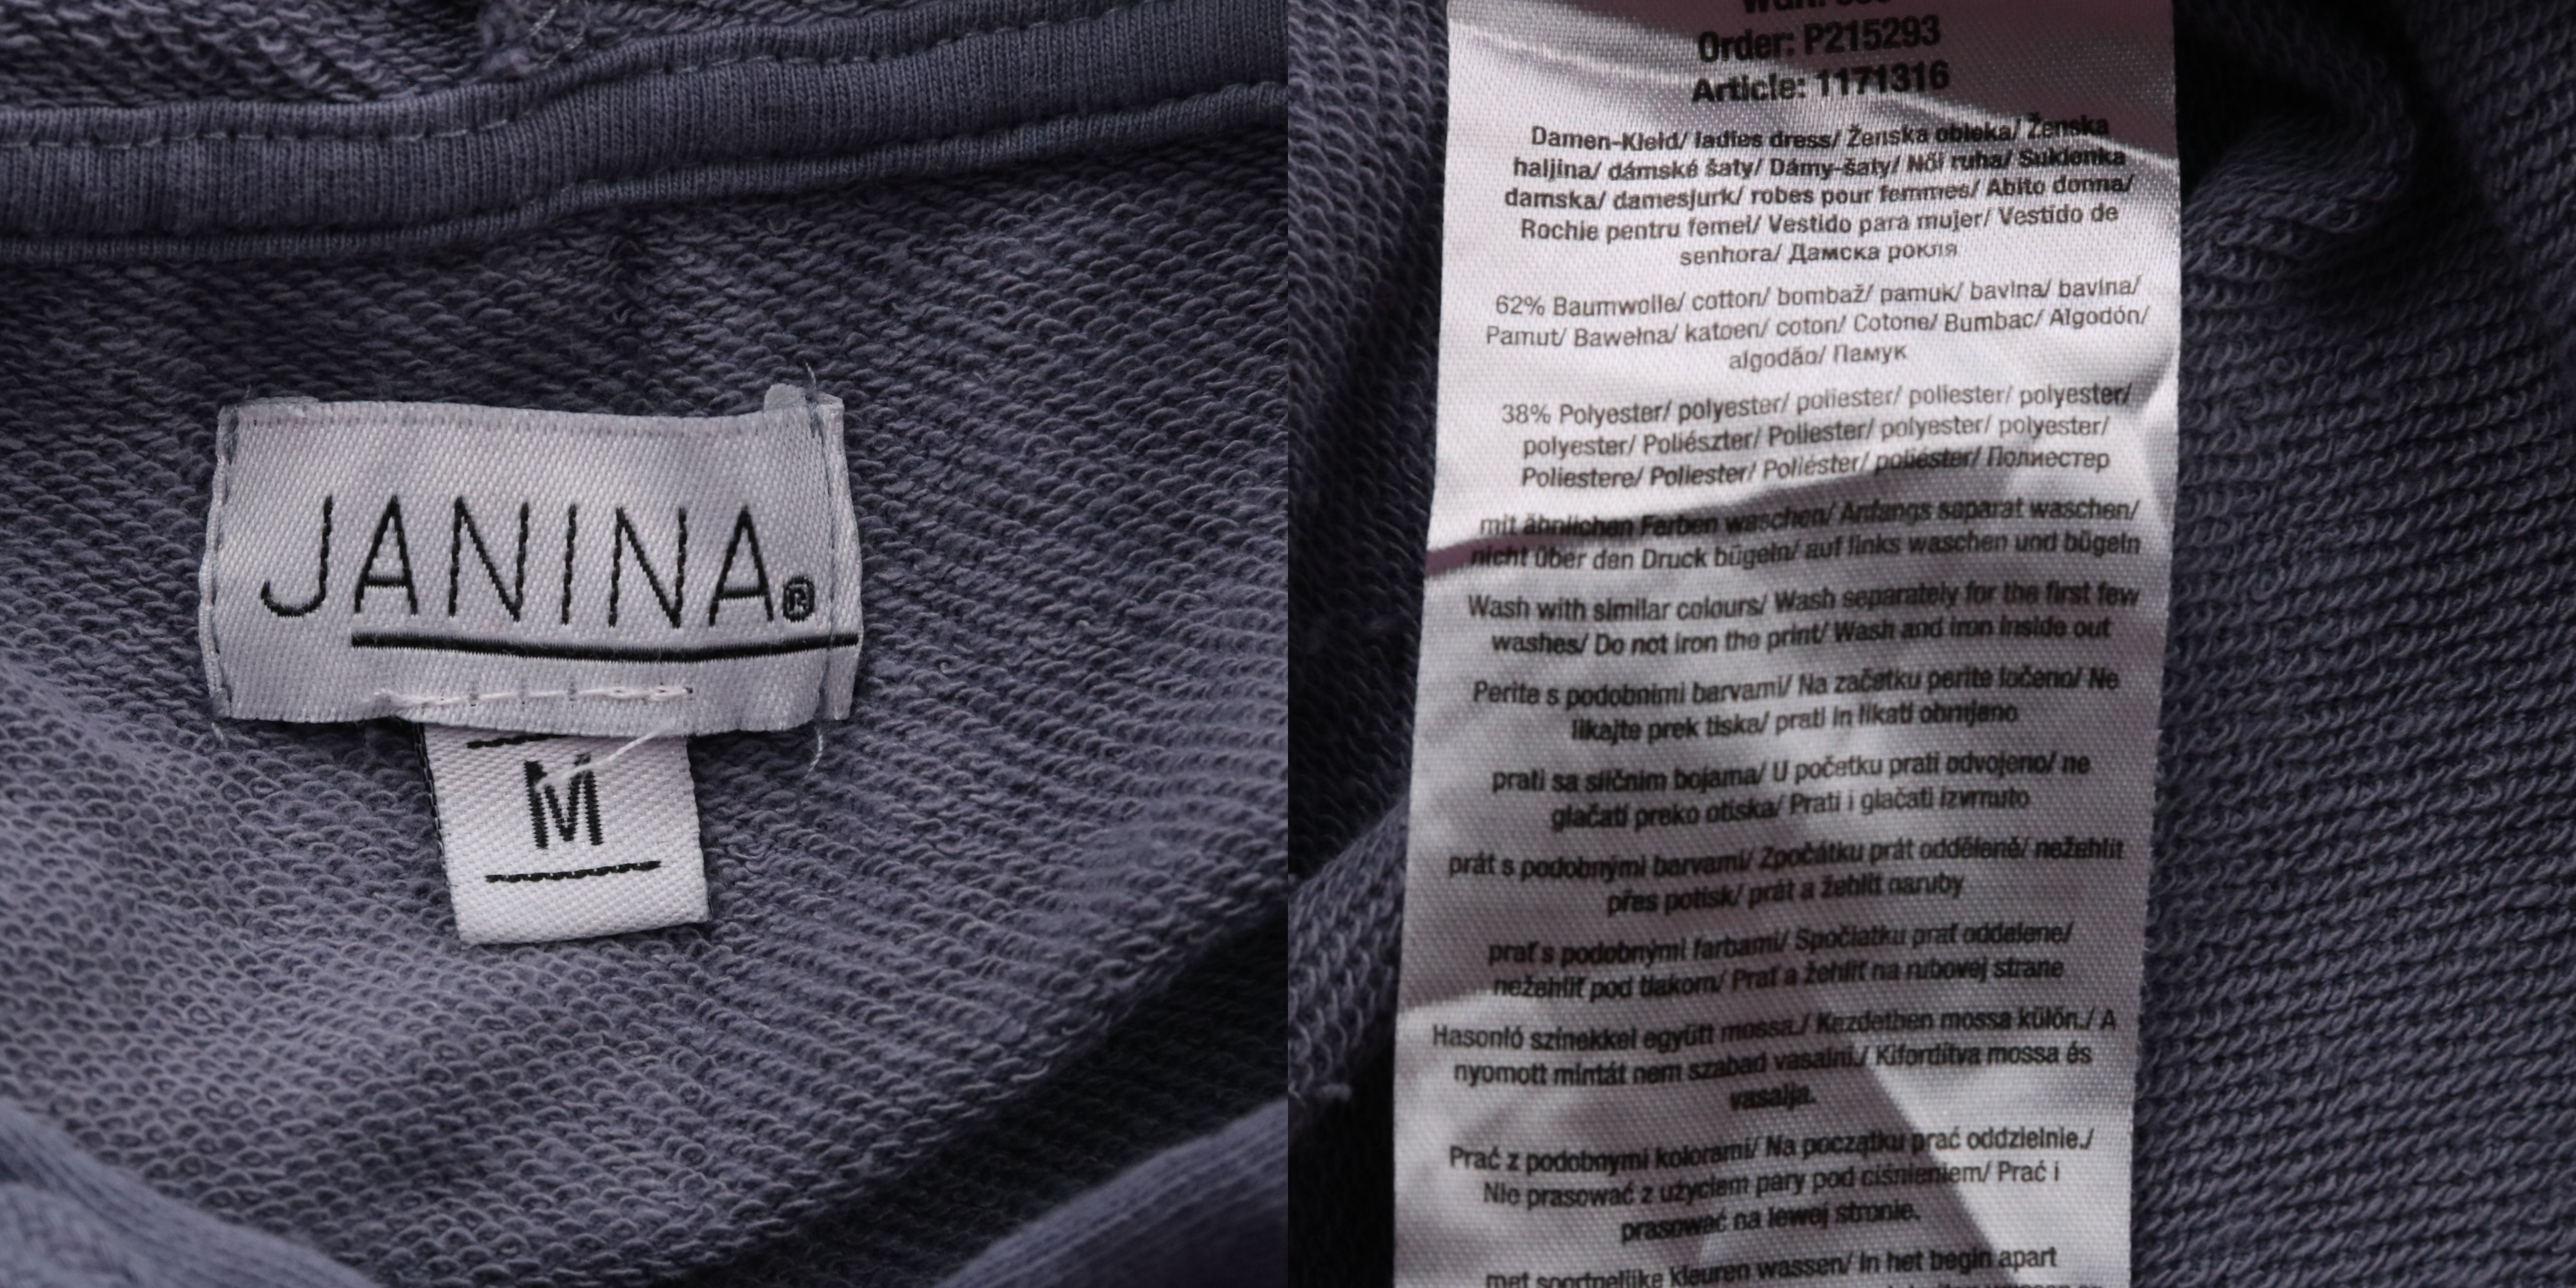 JANINA®
M
Order: P215293
Article: 1171316
Damen-Kleid/ ladies dress/ Ženska obleka/ Ženska
haljina/ dámské šaty/ Dámy-šaty/ Női ruha/ Sukienka
damska/ damesjurk/ robes pour femmes/ Abito donna/
Rochie pentru femei/ Vestido para mujer/ Vestido de
senhora/ Дамска рокля
62% Baumwolle/ cotton/ bombaž/ pamuk/ bavlna/ bavlna/
Pamut/ Bawełna/ katoen/ coton/ Cotone/ Bumbac/ Algodón/
algodão/ Памук
38% Polyester/ polyester/ poliester/ poliester/ polyester/
polyester/ Poliészter/ Poliester/ polyester/ polyester/
Poliestere/ Poliester/ Poliéster/ poliéster/ Полиестер
mit ähnlichen Farben waschen/ Anfangs separat waschen/
nicht über den Druck bügeln/ auf links waschen und bügeln
Wash with similar colours/ Wash separately for the first few
washes/ Do not iron the print/ Wash and iron inside out
Perite s podobnimi barvami/ Na začetku perite ločeno/ Ne
likajte prek tiska/ prati in likati obrnjeno
prati sa sličnim bojama/ U početku prati odvojeno/ ne
glačati preko otiska/ Prati i glačati izvrnuto
prát s podobnými barvami/ Zpočátku prát odděleně/ nežehlit
přes potisk/ prát a žehlit naruby
prať s podobnými farbami/ Spočiatku prať oddelene/
nežehliť pod tlakom/ Prať a žehliť na rubovej strane
Hasonló színekkel együtt mossa./ Kezdetben mossa külön./ A
nyomott mintát nem szabad vasalni./ Kifordítva mossa és
vasalja.
Prać z podobnymi kolorami/ Na początku prać oddzielnie./
Nie prasować z użyciem pary pod ciśnieniem/ Prać i
prasować na lewej stronie.
met soortgelijke kleuren wassen/ In het begin apart